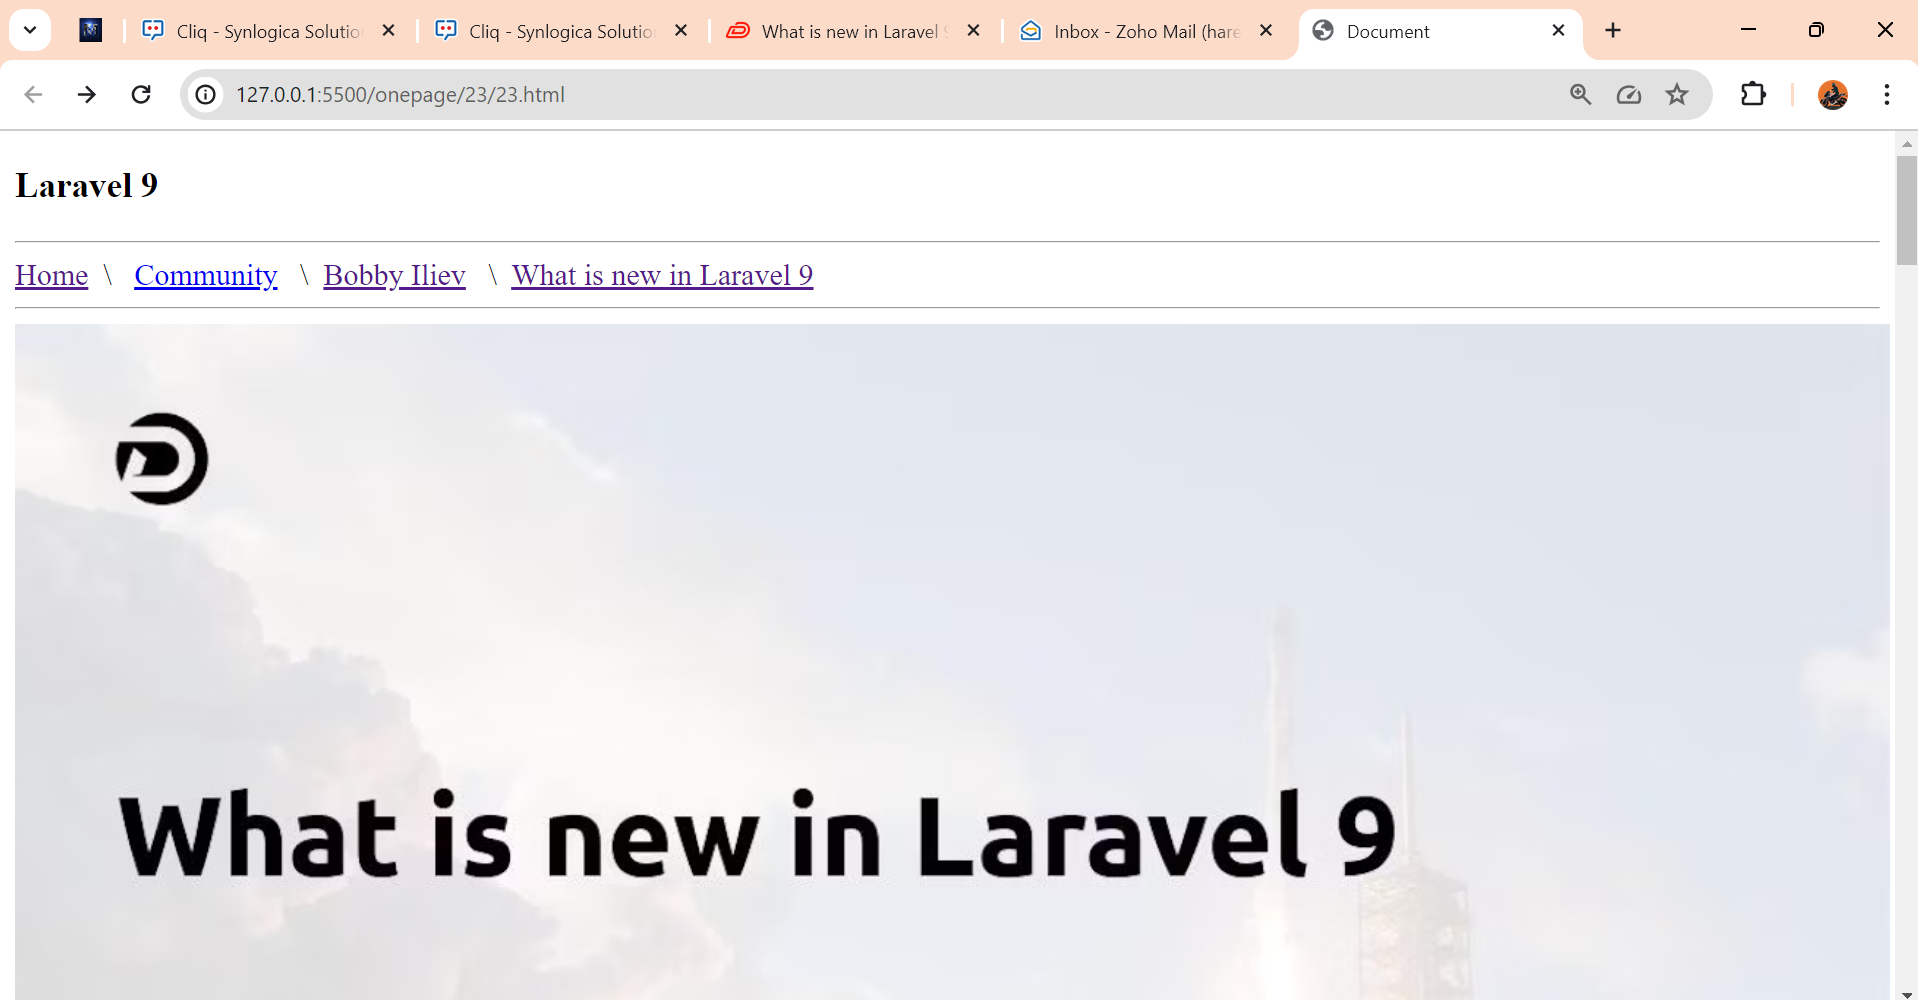 Cliq - Synlogica Solutio
Cliq - Synlogica Solutio
What is new in Laravel 9
Inbox - Zoho Mail (hare
Document
127.0.0.1:5500/onepage/23/23.html
Laravel 9
Home \ Community \ Bobby Iliev \ What is new in Laravel 9
What is new in Laravel 9